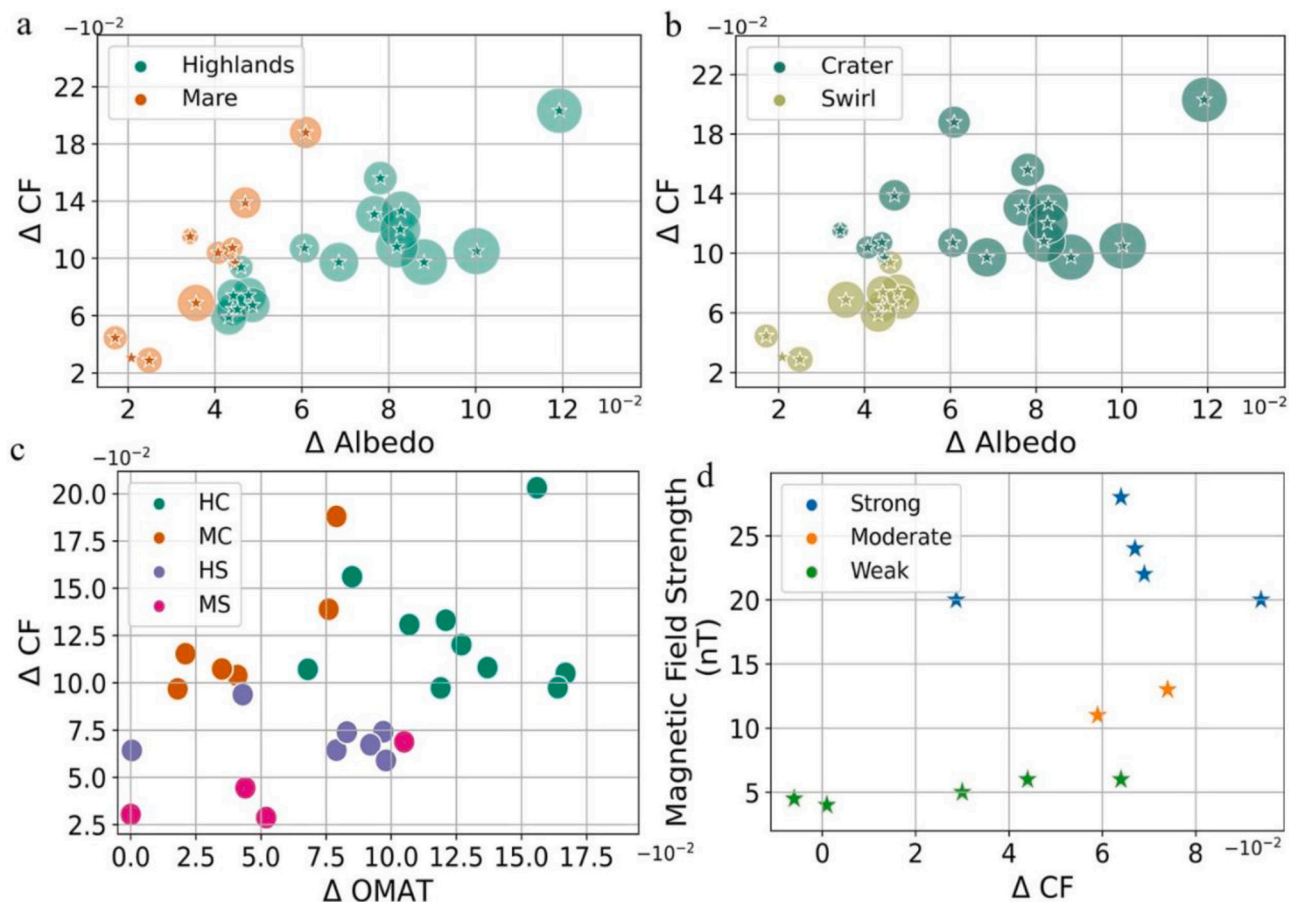 a
−10⁻²
Highlands
Mare
22
18
14
10
6
2
Δ CF
2
4
6
8
10
12
10⁻²
Δ Albedo
b
−10⁻²
Crater
Swirl
22
18
14
10
6
2
Δ CF
2
4
6
8
10
12
10⁻²
Δ Albedo
c
−10⁻²
HC
MC
HS
MS
20.0
17.5
15.0
12.5
10.0
7.5
5.0
2.5
Δ CF
0.0
2.5
5.0
7.5
10.0
12.5
15.0
17.5
−10⁻²
Δ OMAT
d
Strong
Moderate
Weak
25
20
15
10
5
Magnetic Field Strength
(nT)
0
2
4
6
8
−10⁻²
Δ CF